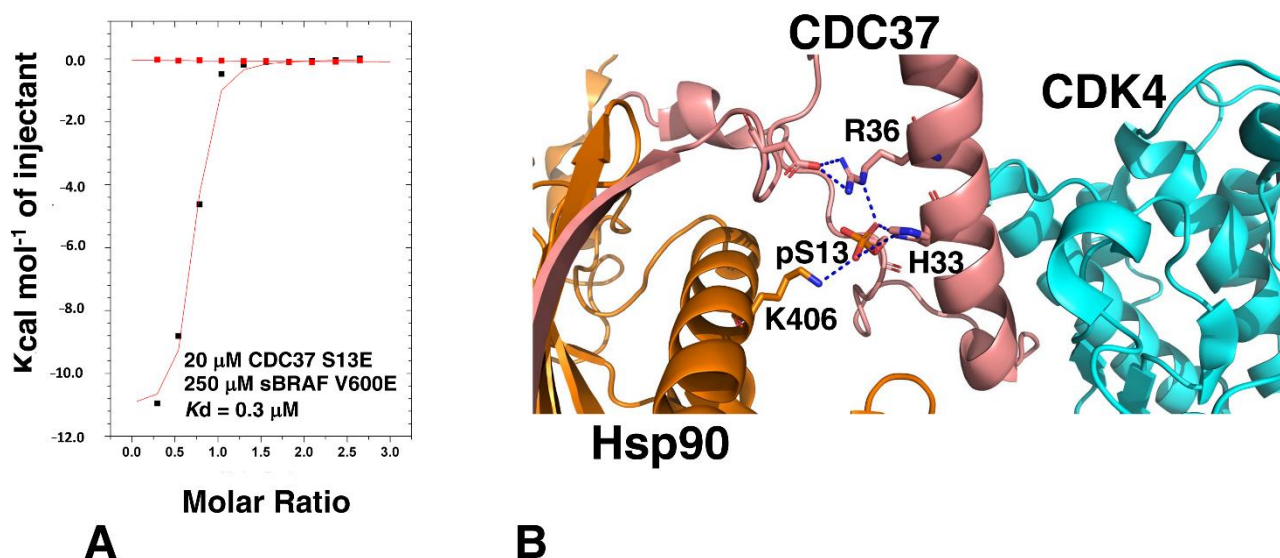 Kcal mol⁻¹ of injectant
0.0
-2.0
-4.0
-6.0
-8.0
-10.0
-12.0
20 μM CDC37 S13E
250 μM sBRAF V600E
Kd = 0.3 μM
0.0 0.5 1.0 1.5 2.0 2.5 3.0
Molar Ratio
A
CDC37
CDK4
R36
pS13
H33
K406
Hsp90
B